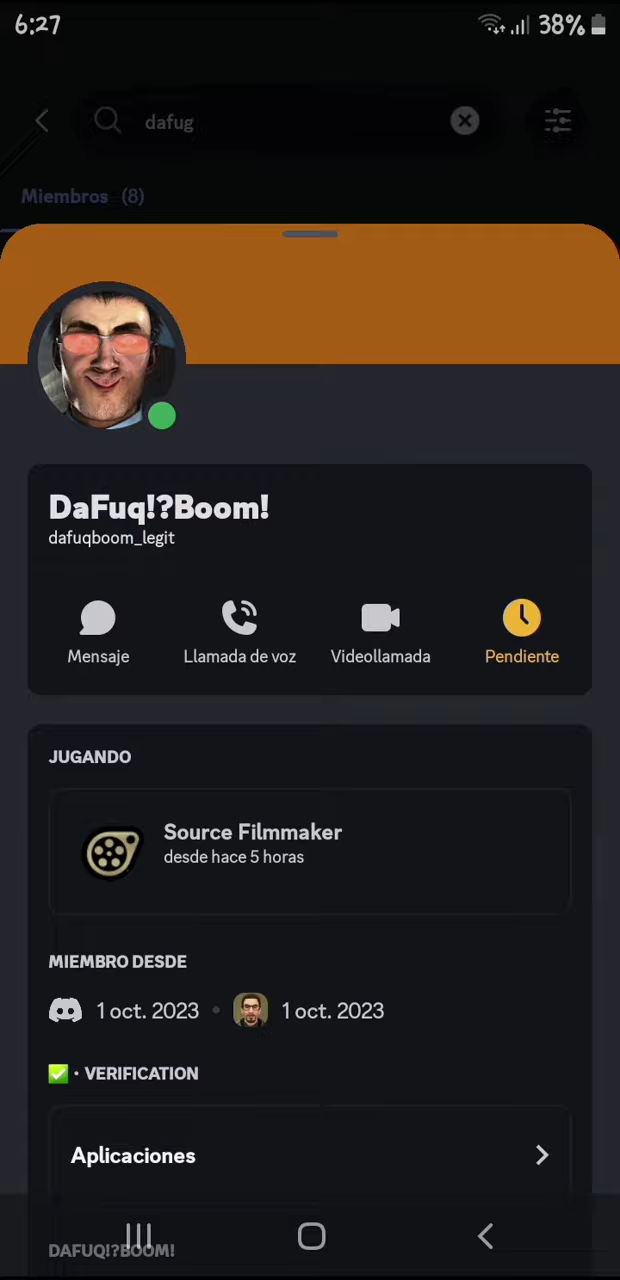 6:27
38%
dafug
Miembros (8)
DaFuq!?Boom!
dafuqboom_legit
Mensaje
Llamada de voz
Videollamada
Pendiente
JUGANDO
Source Filmmaker
desde hace 5 horas
MIEMBRO DESDE
1 oct. 2023 • 1 oct. 2023
✅ · VERIFICATION
Aplicaciones
DAFUQ!?BOOM!